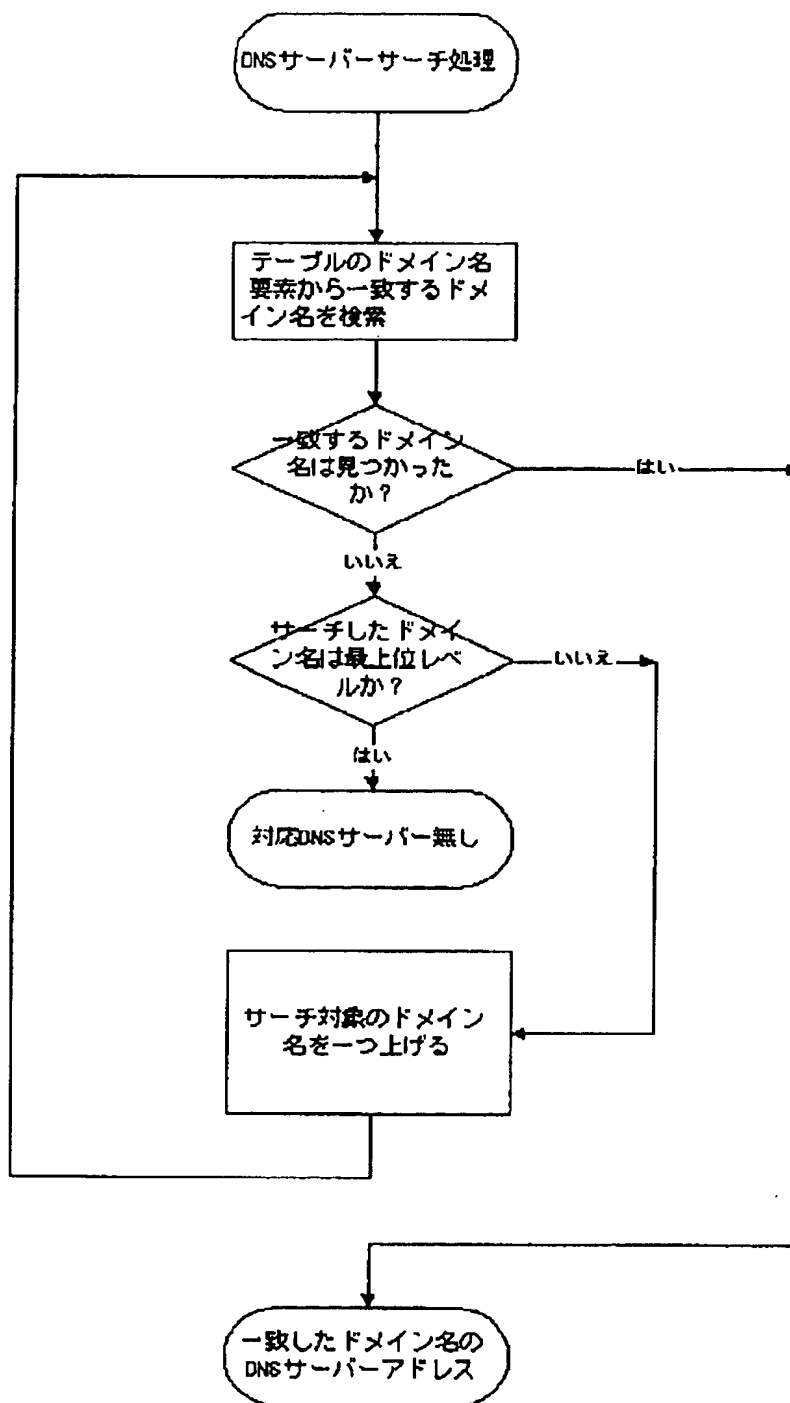 DNSサーバーサーチ処理
テーブルのドメイン名
要素から一致するドメ
イン名を検索
一致するドメイン
名は見つかった
か？
はい
いいえ
サーチしたドメイ
ン名は最上位レベ
ルか？
いいえ
はい
対応DNSサーバー無し
サーチ対象のドメイン
名を一つ上げる
一致したドメイン名の
DNSサーバーアドレス